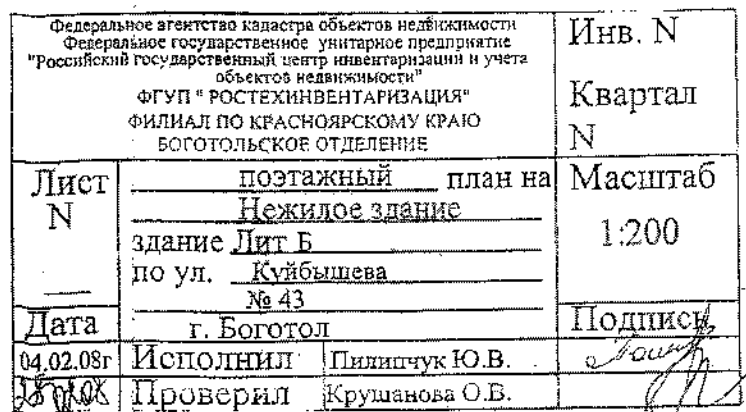 Федеральное агентство кадастра объектов недвижимости
Федеральное государственное унитарное предприятие
"Российский государственный центр инвентаризации и учета
объектов недвижимости"
ФГУП " РОСТЕХИНВЕНТАРИЗАЦИЯ"
ФИЛИАЛ ПО КРАСНОЯРСКОМУ КРАЮ
БОГОТОЛЬСКОЕ ОТДЕЛЕНИЕ
Инв. N
Квартал
N
Лист
N
поэтажный план на
Нежилое здание
здание Лит Б
по ул. Куйбышева
№ 43
г. Боготол
Масштаб
1:200
Дата
Подпись
04.02.08г Исполнил Пилипчук Ю.В.
Проверил Крушанова О.В.